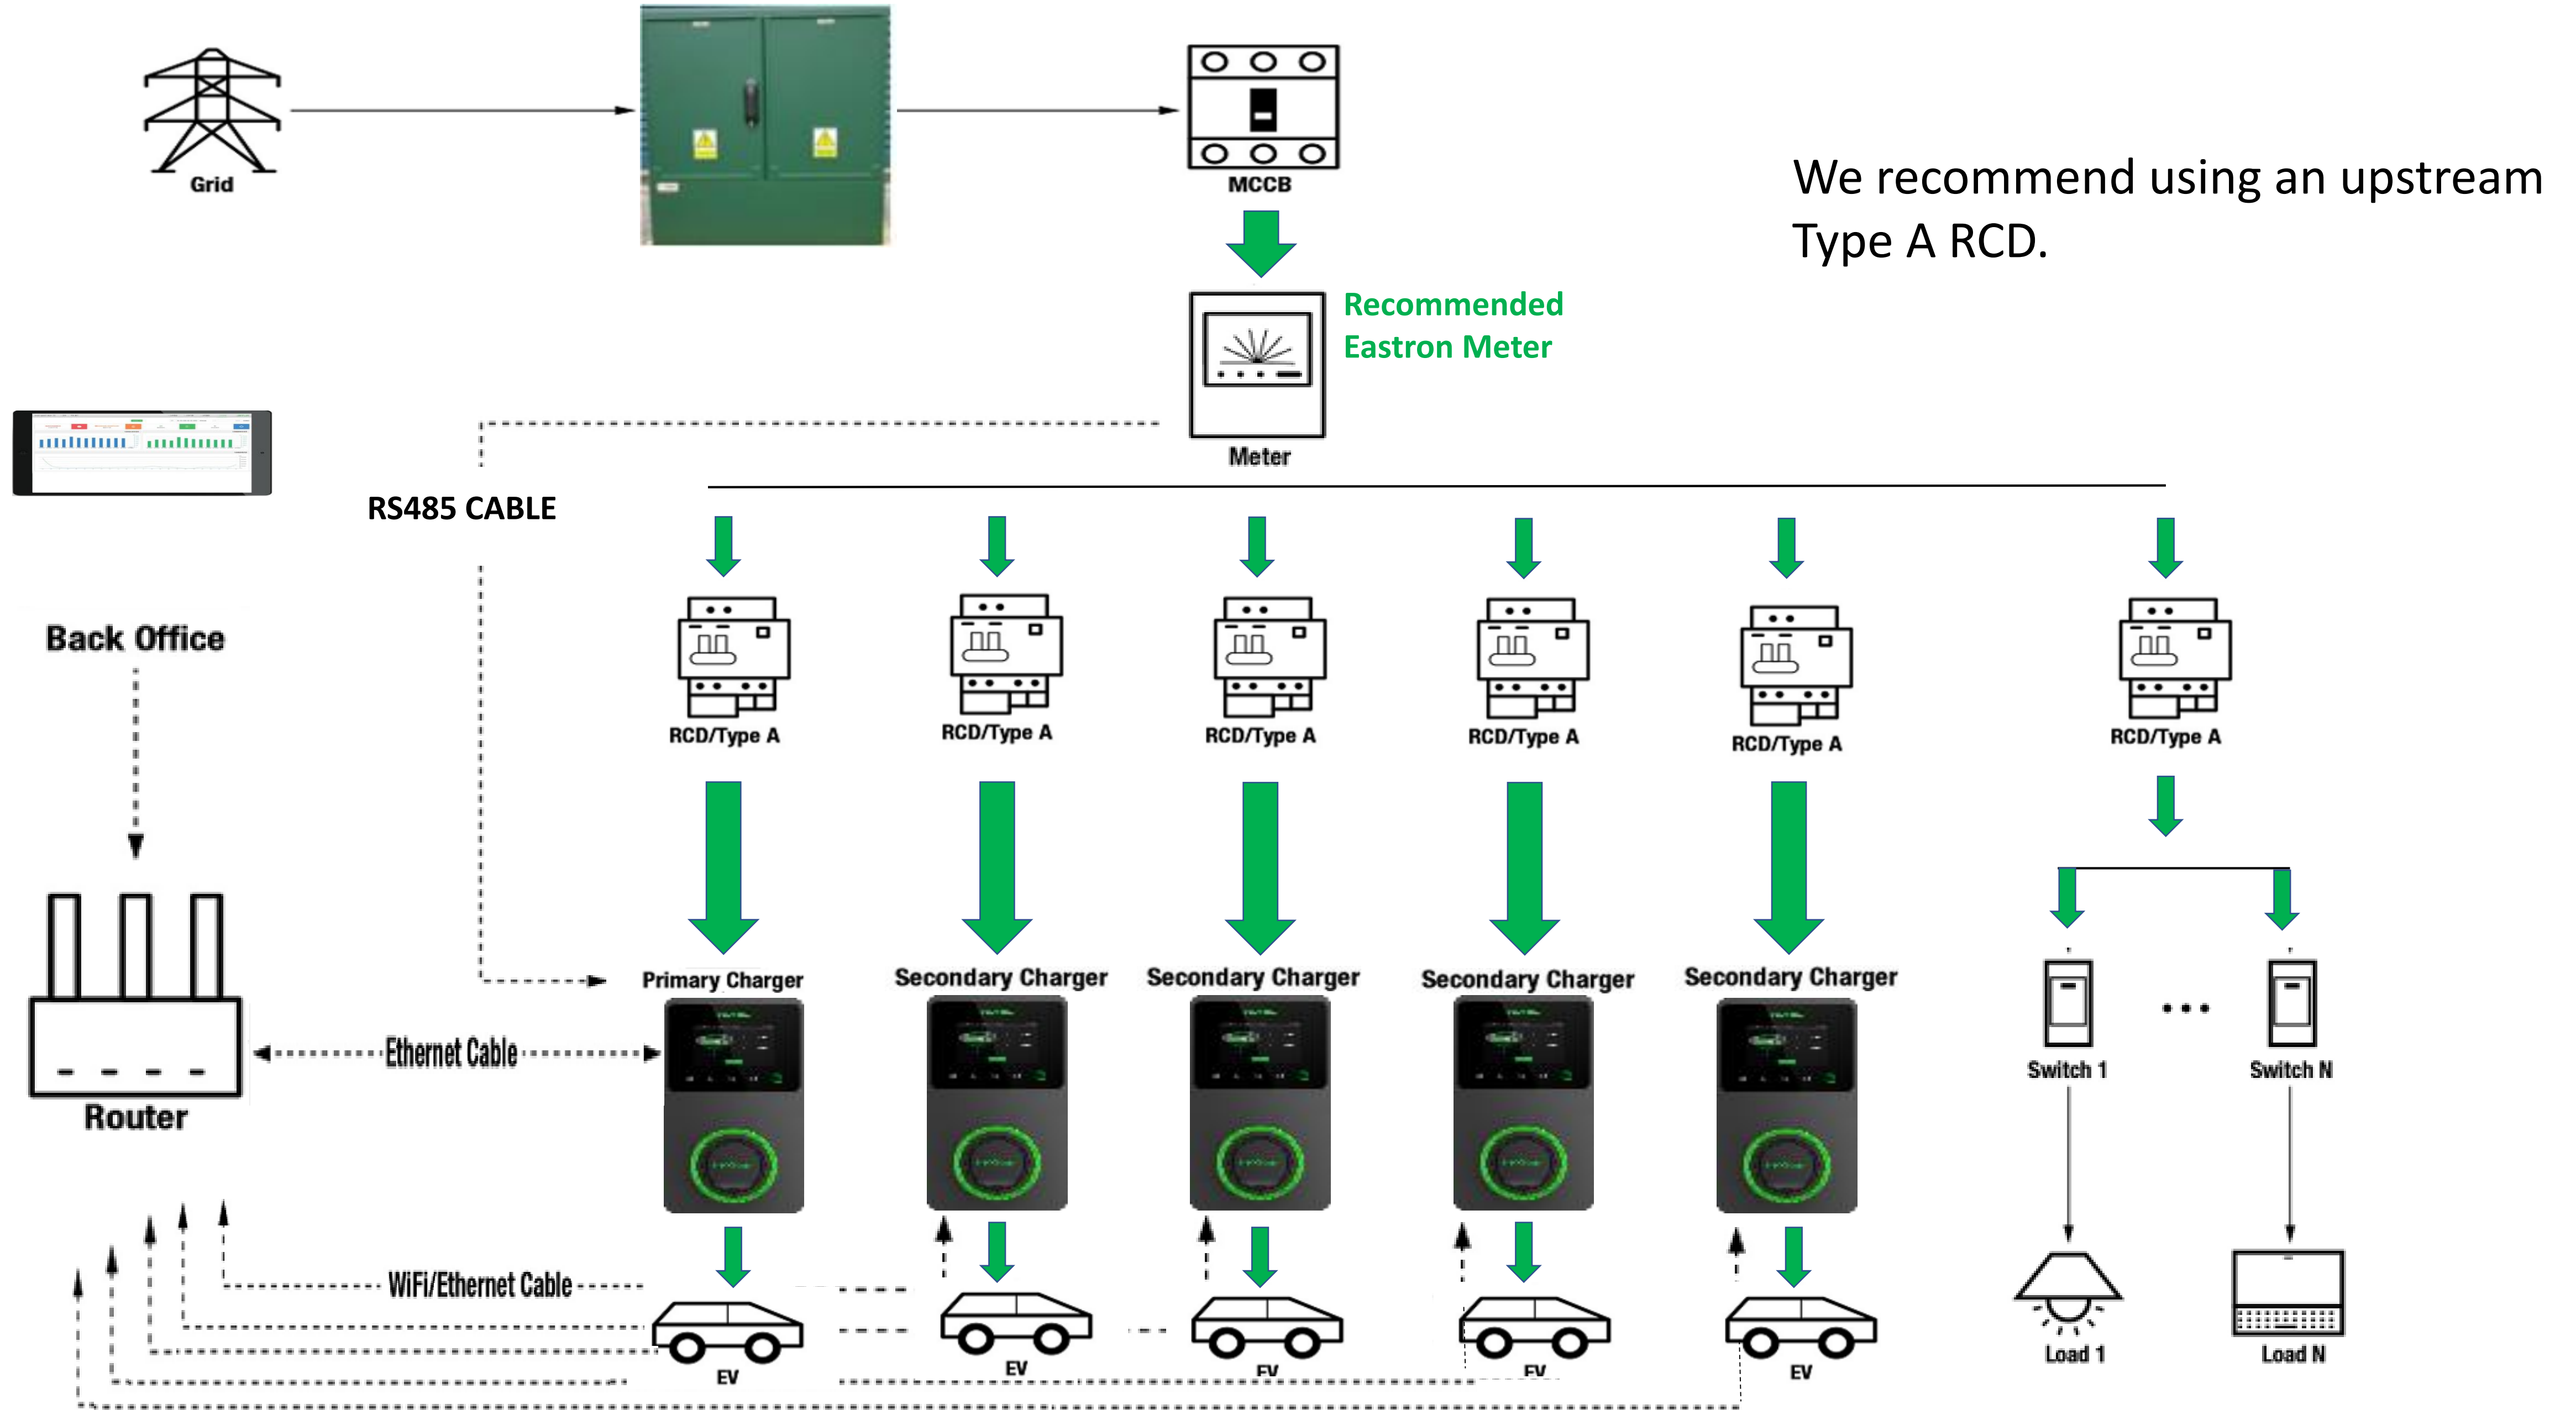 Grid
MCCB
We recommend using an upstream
Type A RCD.
Recommended
Eastron Meter
Meter
RS485 CABLE
Back Office
RCD/Type A
RCD/Type A
RCD/Type A
RCD/Type A
RCD/Type A
RCD/Type A
Primary Charger
Secondary Charger
Secondary Charger
Secondary Charger
Secondary Charger
Ethernet Cable
Router
Switch 1
Switch N
WiFi/Ethernet Cable
EV
EV
EV
EV
EV
Load 1
Load N